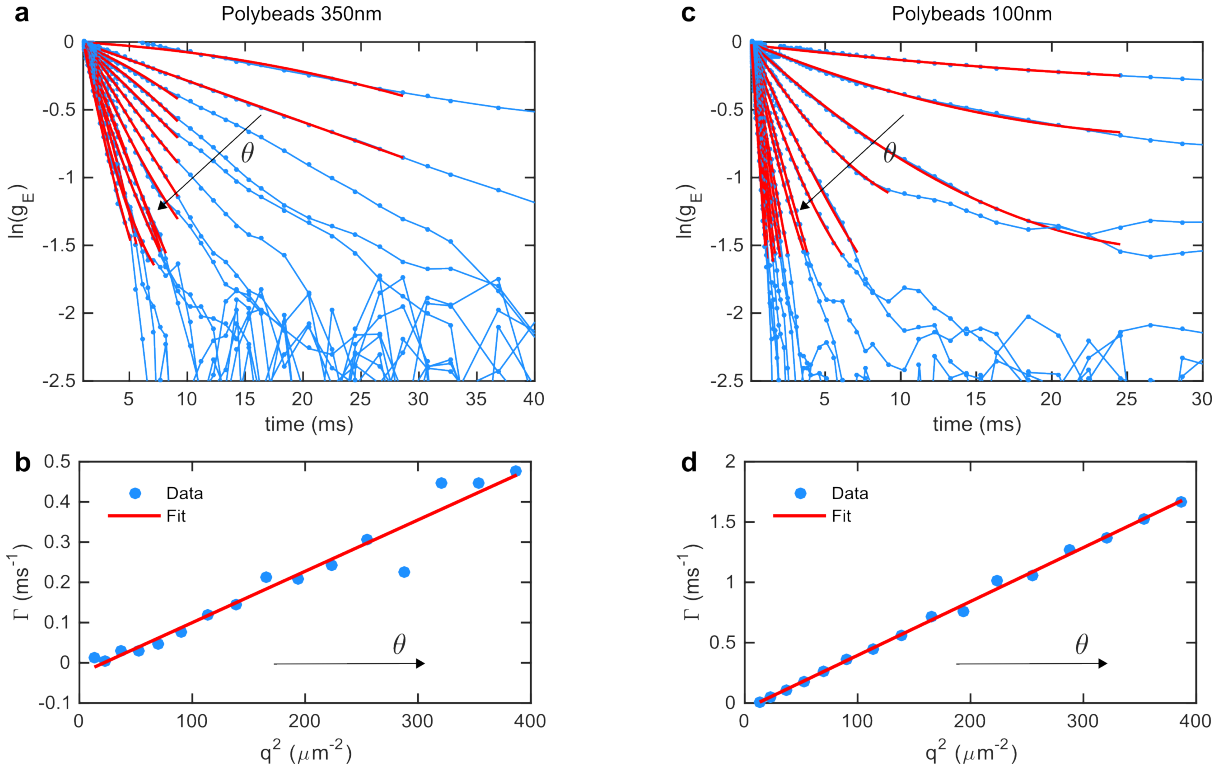 a
Polybeads 350nm
0
-0.5
-1
-1.5
-2
-2.5
ln(g_E)
θ
5 10 15 20 25 30 35 40
time (ms)
c
Polybeads 100nm
0
-0.5
-1
-1.5
-2
-2.5
ln(g_E)
θ
5 10 15 20 25 30
time (ms)
b
0.5
0.4
0.3
0.2
0.1
0
-0.1
Γ (ms⁻¹)
Data
Fit
θ
0 100 200 300 400
q² (μm⁻²)
d
2
1.5
1
0.5
0
Γ (ms⁻¹)
Data
Fit
θ
0 100 200 300 400
q² (μm⁻²)